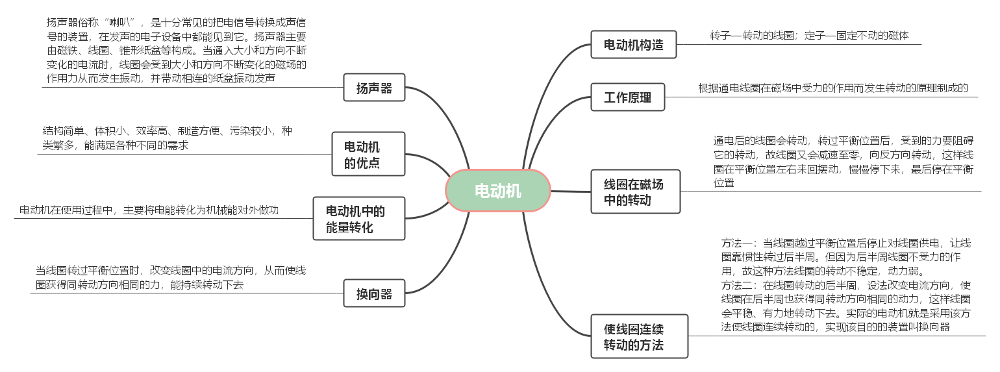 电动机
电动机构造
转子—转动的线圈；定子—固定不动的磁体
工作原理
根据通电线圈在磁场中受力的作用而发生转动的原理制成的
线圈在磁场
中的转动
通电后的线圈会转动，转过平衡位置后，受到的力要阻碍
它的转动，故线圈又会减速至零，向反方向转动，这样线
圈在平衡位置左右来回摆动，慢慢停下来，最后停在平衡
位置
使线圈连续
转动的方法
方法一：当线圈越过平衡位置后停止对线圈供电，让线
圈靠惯性转过后半周。但因为后半周线圈不受力的作
用，故这种方法线圈的转动不稳定，动力弱。
方法二：在线圈转动的后半周，设法改变电流方向，使
线圈在后半周也获得同转动方向相同的动力，这样线圈
会平稳、有力地转动下去。实际的电动机就是采用该方
法使线圈连续转动的，实现该目的的装置叫换向器
扬声器
扬声器俗称“喇叭”，是十分常见的把电信号转换成声信
号的装置，在发声的电子设备中都能见到它。扬声器主要
由磁铁、线圈、锥形纸盆等构成。当通入大小和方向不断
变化的电流时，线圈会受到大小和方向不断变化的磁场的
作用力从而发生振动，并带动相连的纸盆振动发声
电动机
的优点
结构简单、体积小、效率高、制造方便、污染较小，种
类繁多，能满足各种不同的需求
电动机中的
能量转化
电动机在使用过程中，主要将电能转化为机械能对外做功
换向器
当线圈转过平衡位置时，改变线圈中的电流方向，从而使线
圈获得同转动方向相同的力，能持续转动下去